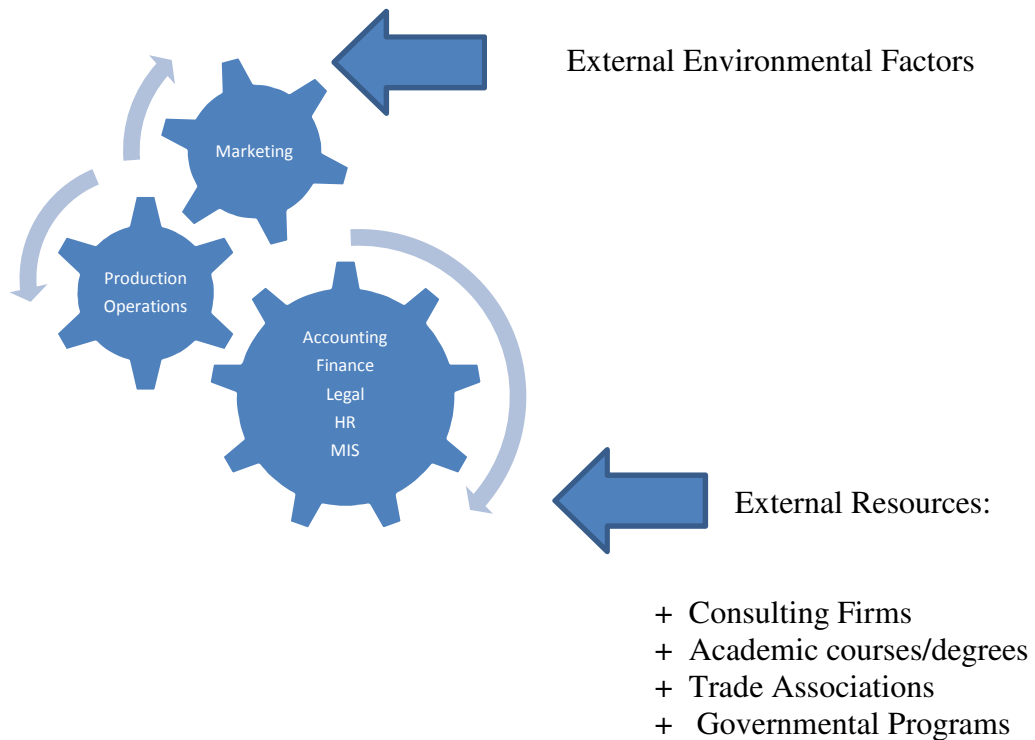 External Environmental Factors
Marketing
Production
Operations
Accounting
Finance
Legal
HR
MIS
External Resources:
+ Consulting Firms
+ Academic courses/degrees
+ Trade Associations
+ Governmental Programs